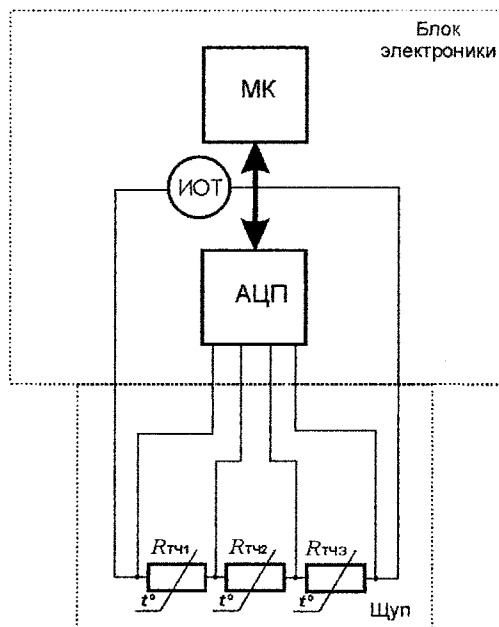 Блок
электроники
МК
ИОТ
АЦП
RТЧ1 RТЧ2 RТЧ3
t° t° t°
Щуп